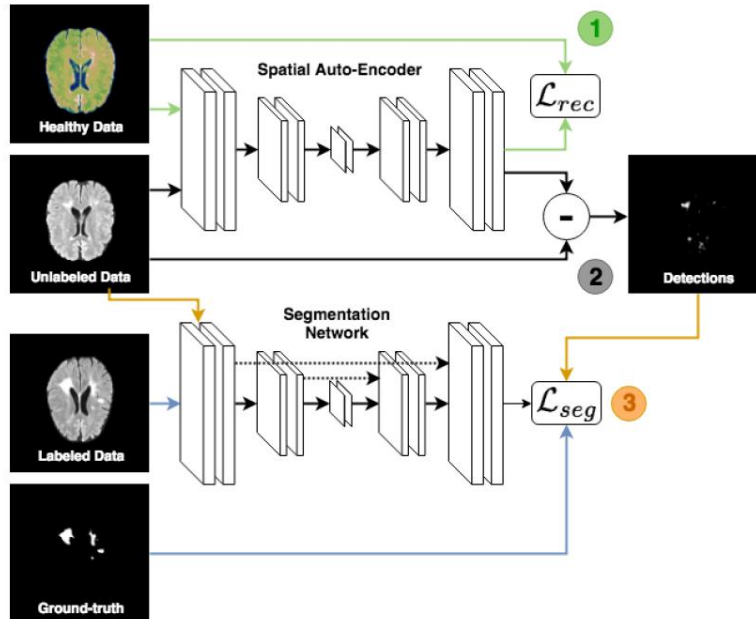 1
Spatial Auto-Encoder
ℒrec
Healthy Data
-
Unlabeled Data
2
Detections
Segmentation
Network
ℒseg
3
Labeled Data
Ground-truth